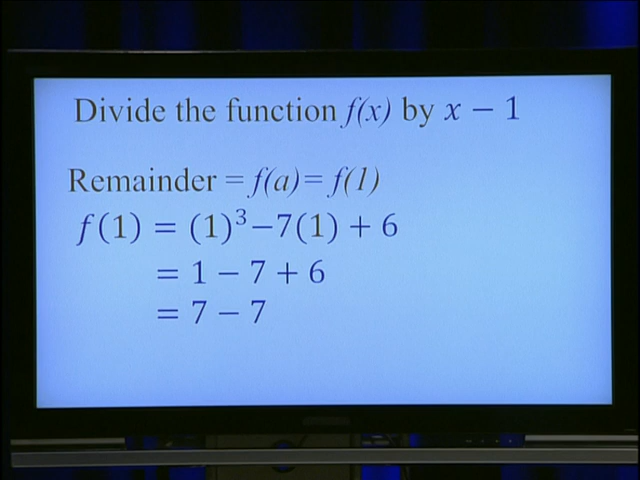 Divide the function f(x) by x − 1
Remainder = f(a)= f(1)
f(1) = (1)³−7(1) + 6
= 1 − 7 + 6
= 7 − 7